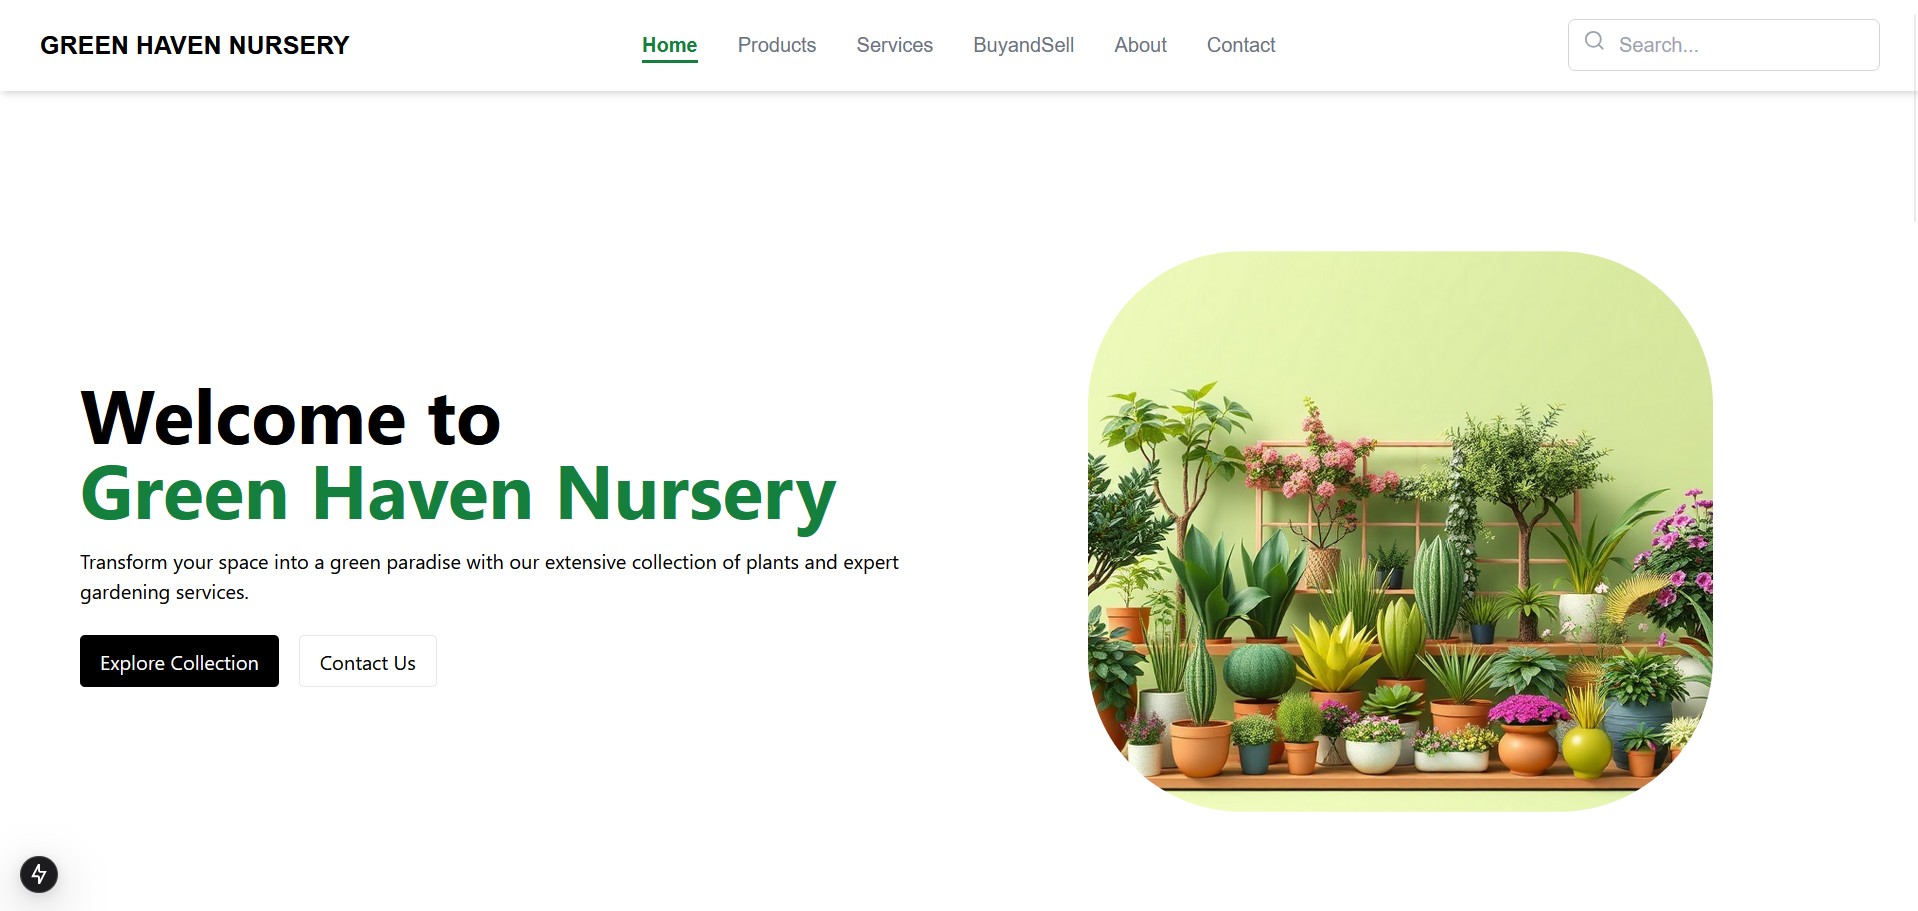 GREEN HAVEN NURSERY
Home Products Services BuyandSell About Contact
Search...
Welcome to
Green Haven Nursery
Transform your space into a green paradise with our extensive collection of plants and expert
gardening services.
Explore Collection Contact Us